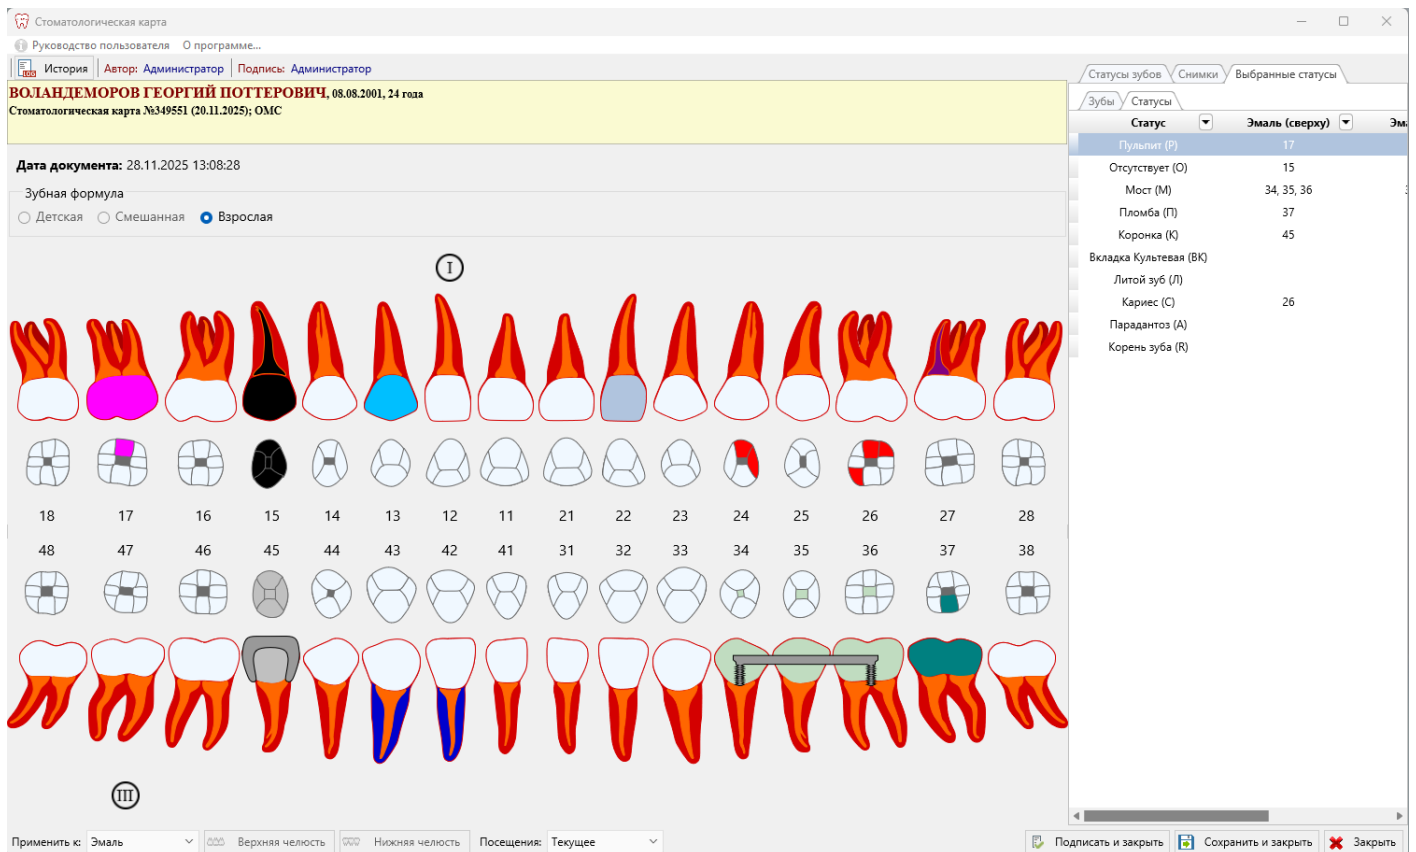 Стоматологическая карта
Руководство пользователя О программе...
LOG История Автор: Администратор Подпись: Администратор
ВОЛАНДЕМОРОВ ГЕОРГИЙ ПОТТЕРОВИЧ, 08.08.2001, 24 года
Стоматологическая карта №349551 (20.11.2025); ОМС
Дата документа: 28.11.2025 13:08:28
Зубная формула
Детская Смешанная Взрослая
I
18 17 16 15 14 13 12 11 21 22 23 24 25 26 27 28
48 47 46 45 44 43 42 41 31 32 33 34 35 36 37 38
III
Применить к: Эмаль Верхняя челюсть Нижняя челюсть Посещения: Текущее
Статусы зубов Снимки Выбранные статусы
Зубы Статусы
Статус Эмаль (сверху) Эма
Пульпит (P) 17
Отсутствует (О) 15
Мост (М) 34, 35, 36
Пломба (П) 37
Коронка (К) 45
Вкладка Культевая (ВК)
Литой зуб (Л)
Кариес (С) 26
Парадантоз (А)
Корень зуба (R)
Подписать и закрыть Сохранить и закрыть Закрыть